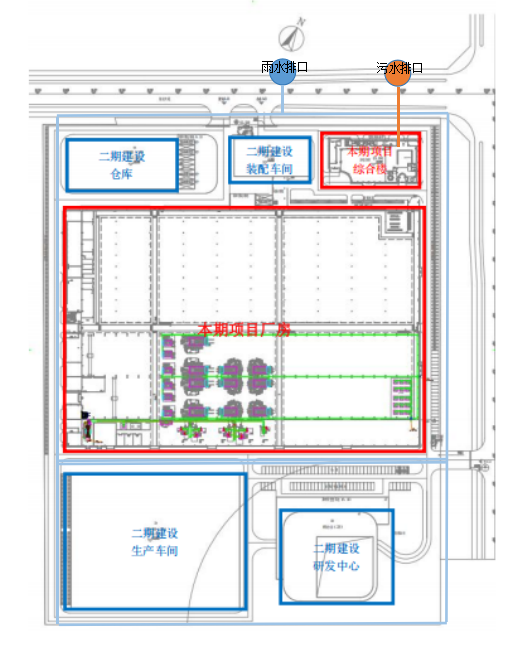 N
雨水排口
污水排口
二期建设
仓库
二期建设
装配车间
本期项目
综合楼
本期项目厂房
二期建设
生产车间
二期建设
研发中心